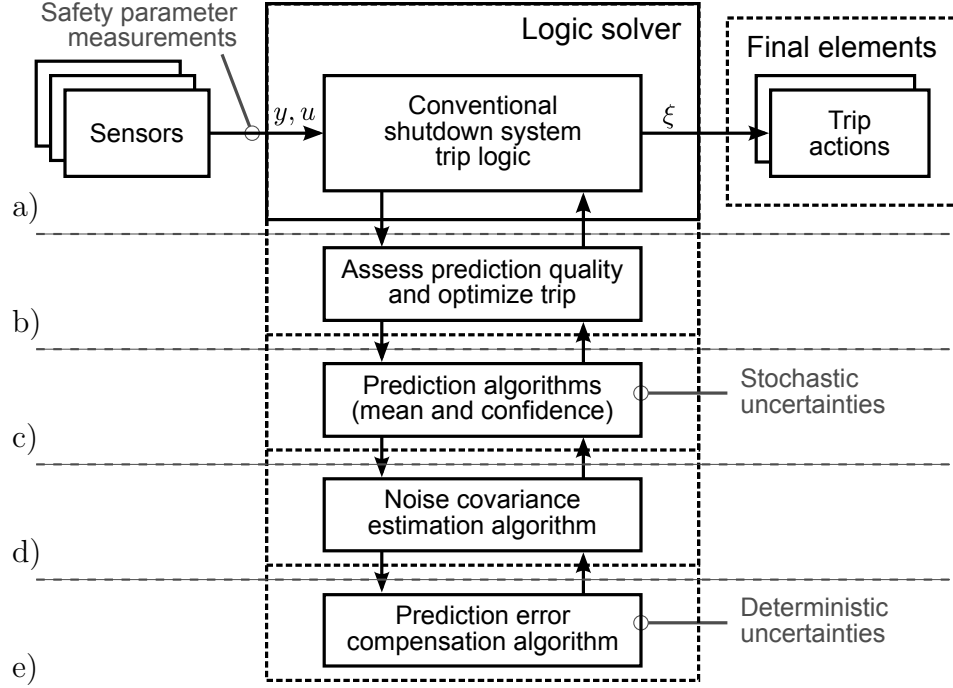 Safety parameter
measurements
Logic solver
Final elements
Sensors
y, u
Conventional
shutdown system
trip logic
ξ
Trip
actions
a)
Assess prediction quality
and optimize trip
b)
Prediction algorithms
(mean and confidence)
Stochastic
uncertainties
c)
Noise covariance
estimation algorithm
d)
Prediction error
compensation algorithm
Deterministic
uncertainties
e)